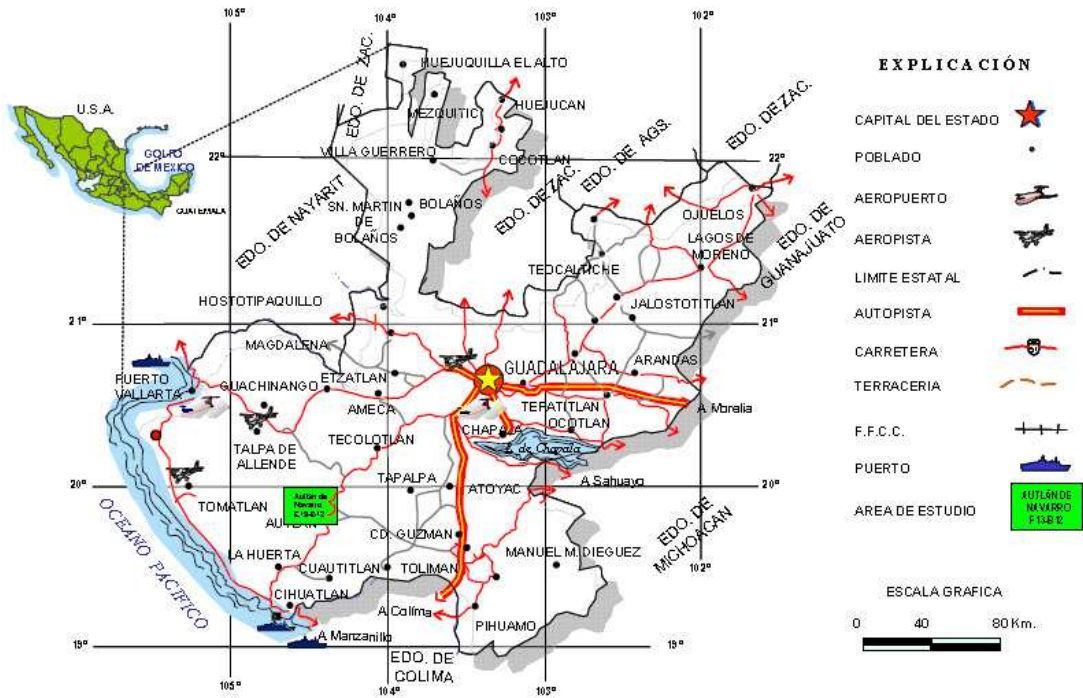 105°
104°
103°
U.S.A.
GOLFO
DE MEXICO
GUATEMALA
EDO. DE ZAC.
HUEJUQUILLA EL ALTO
MEZQUITIC
HUEJUCAN
VILLA GUERRERO
COCOTLAN
22°
EDO. DE NAYARIT
SN. MARTIN
DE
BOLAÑOS
BOLAÑOS
EDO. DE ZAC.
EDO. DE AGS.
EDO. DE ZAC.
OJUELOS
EDO. DE
GUANAJUATO
LAGOS DE
MORENO
TEOCALTICHE
JALOSTOTITLAN
HOSTOTIPAQUILLO
21°
21°
MAGDALENA
GUADALAJARA
ARANDAS
PUERTO
VALLARTA
GUACHINANGO
ETZATLAN
AMECA
TEPATITLAN
A Morelia
OCOTLAN
CHAPALA
L. de Chapala
TALPA DE
ALLENDE
TECOLOTLAN
TAPALPA
ATOYAC
A Sahuayo
20°
20°
TOMATLAN
Autlán de
Navarro
AUTLAN
CD. GUZMAN
EDO. DE
MICHOACAN
OCEANO PACIFICO
LA HUERTA
CUAUTITLAN
TOLIMAN
MANUEL M. DIEGUEZ
102°
CIHUATLAN
A Colima
PIHUAMO
A Manzanillo
19°
19°
EDO. DE
COLIMA
105°
104°
103°
EXPLICACIÓN
CAPITAL DEL ESTADO
POBLADO
AEROPUERTO
AEROPISTA
LIMITE ESTATAL
AUTOPISTA
CARRETERA
TERRACERIA
F.F.C.C.
PUERTO
AREA DE ESTUDIO
AUTLÁN DE
NAVARRO
F13-B12
ESCALA GRAFICA
0 40 80 Km.